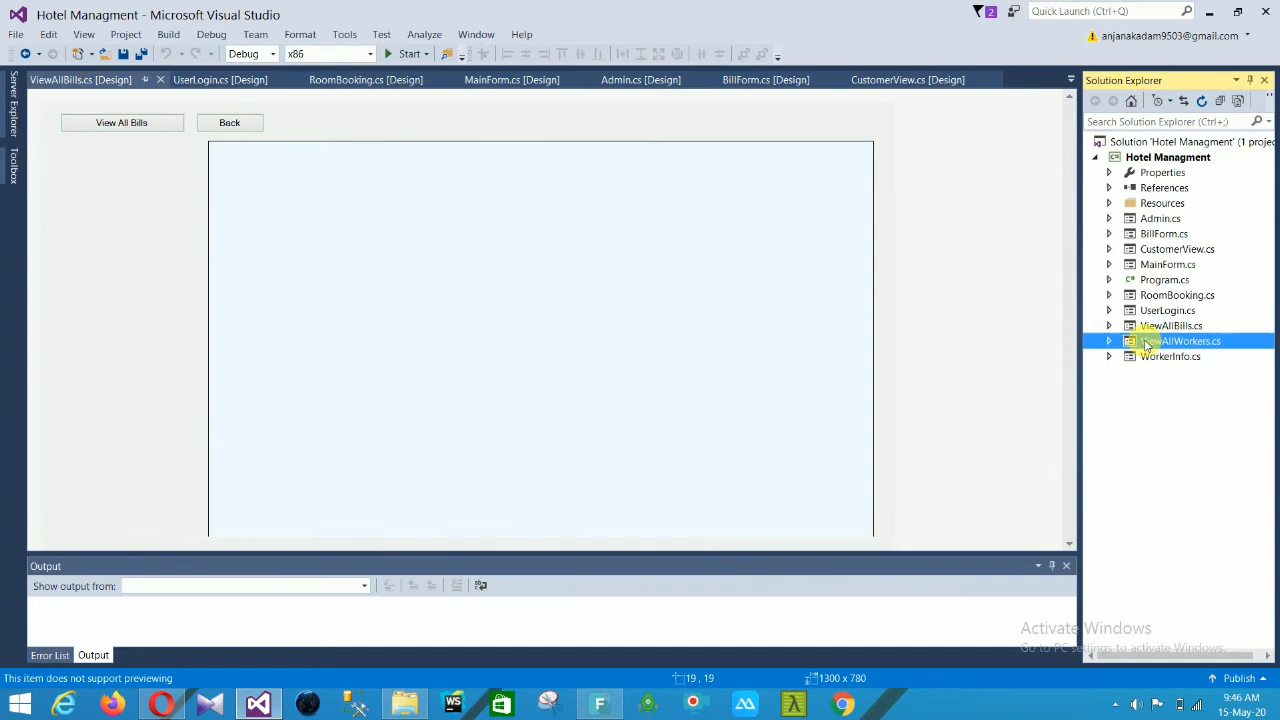 Hotel Managment - Microsoft Visual Studio
2
Quick Launch (Ctrl+Q)
File Edit View Project Build Debug Team Format Tools Test Analyze Window Help
anjanakadam9503@gmail.com
Debug x86 Start
ViewAllBills.cs [Design] UserLogin.cs [Design] RoomBooking.cs [Design] MainForm.cs [Design] Admin.cs [Design] BillForm.cs [Design] CustomerView.cs [Design]
Server Explorer
Toolbox
View All Bills
Back
Solution Explorer
Search Solution Explorer (Ctrl+;)
Solution 'Hotel Managment' (1 projec
Hotel Managment
Properties
References
Resources
Admin.cs
BillForm.cs
CustomerView.cs
MainForm.cs
Program.cs
RoomBooking.cs
UserLogin.cs
ViewAllBills.cs
ViewAllWorkers.cs
WorkerInfo.cs
Output
Show output from:
Error List Output
Activate Windows
Go to PC settings to activate Windows.
This item does not support previewing
19 , 19
1300 x 780
Publish
WS
F
9:46 AM
15-May-20